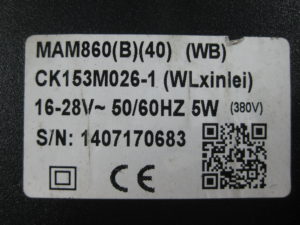 MAM860(B)(40) (WB)
CK153M026-1 (WLxinlei)
16-28V~ 50/60HZ 5W (380V)
S/N: 1407170683
CE